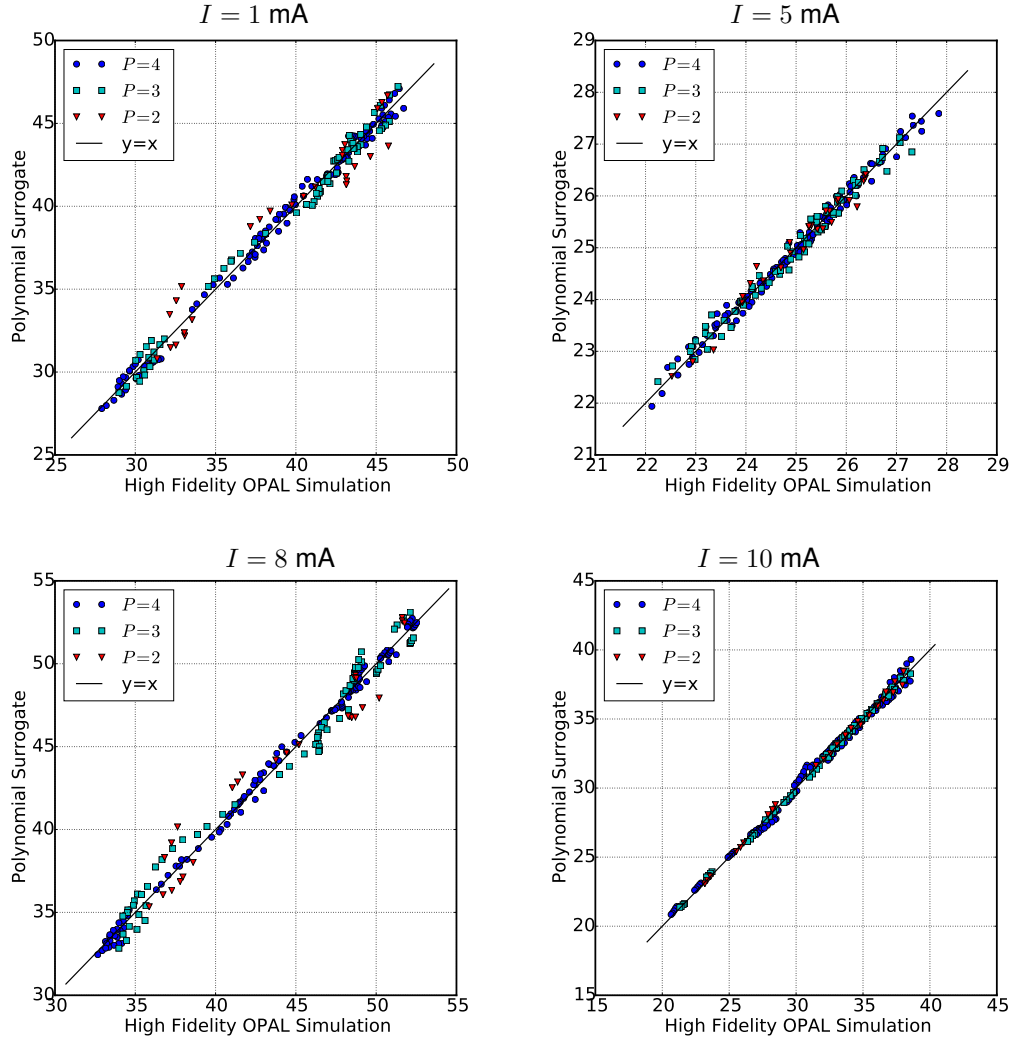 I = 1 mA
50
45
40
35
30
25
25 30 35 40 45 50
Polynomial Surrogate
High Fidelity OPAL Simulation
P=4
P=3
P=2
y=x
I = 5 mA
29
28
27
26
25
24
23
22
21
21 22 23 24 25 26 27 28 29
Polynomial Surrogate
High Fidelity OPAL Simulation
P=4
P=3
P=2
y=x
I = 8 mA
55
50
45
40
35
30
30 35 40 45 50 55
Polynomial Surrogate
High Fidelity OPAL Simulation
P=4
P=3
P=2
y=x
I = 10 mA
45
40
35
30
25
20
15
15 20 25 30 35 40 45
Polynomial Surrogate
High Fidelity OPAL Simulation
P=4
P=3
P=2
y=x